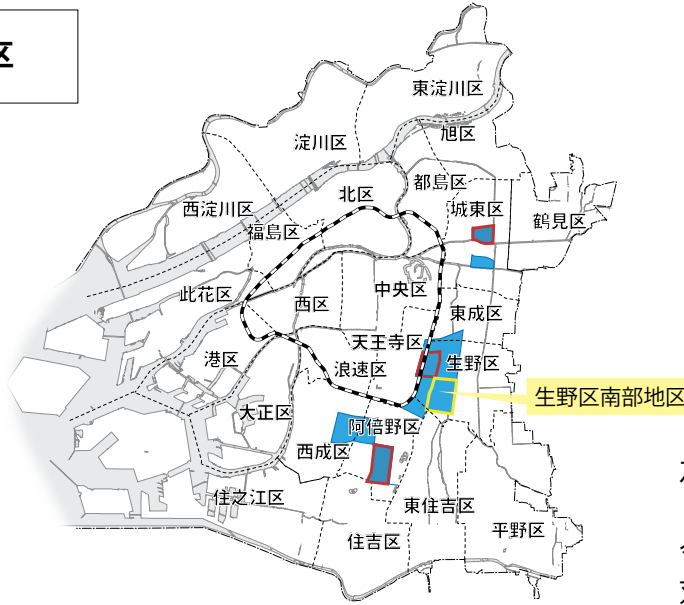 区
東淀川区
旭区
淀川区
都島区
北区
城東区
西淀川区
鶴見区
福島区
此花区
中央区
西区
東成区
天王寺区
港区
浪速区
生野区
生野区南部地区
大正区
阿倍野区
西成区
住之江区
東住吉区
平野区
住吉区